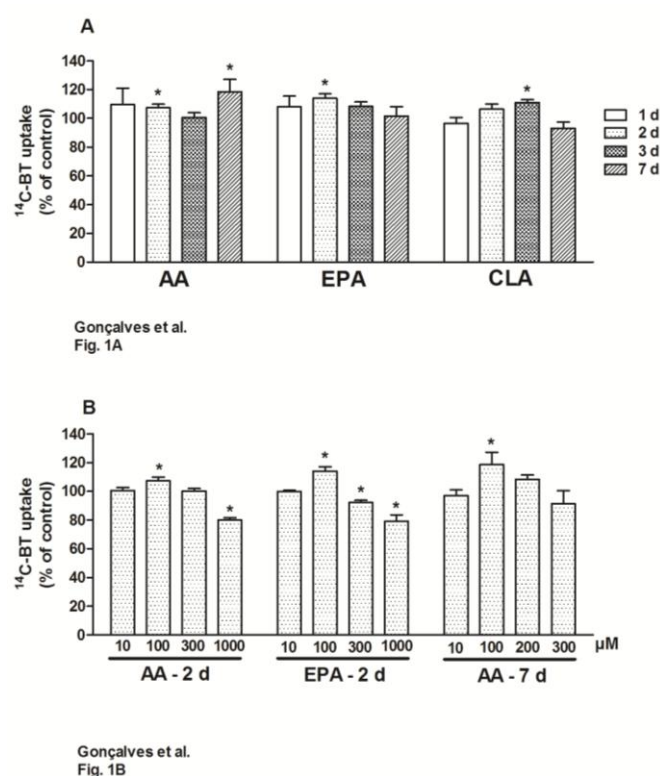 A
¹⁴C-BT uptake
(% of control)
140
120
100
80
60
40
20
0
*
*
*
*
AA
EPA
CLA
1 d
2 d
3 d
7 d
Gonçalves et al.
Fig. 1A
B
¹⁴C-BT uptake
(% of control)
140
120
100
80
60
40
20
0
*
*
*
*
*
10 100 300 1000 10 100 300 1000 10 100 200 300 µM
AA - 2 d EPA - 2 d AA - 7 d
Gonçalves et al.
Fig. 1B